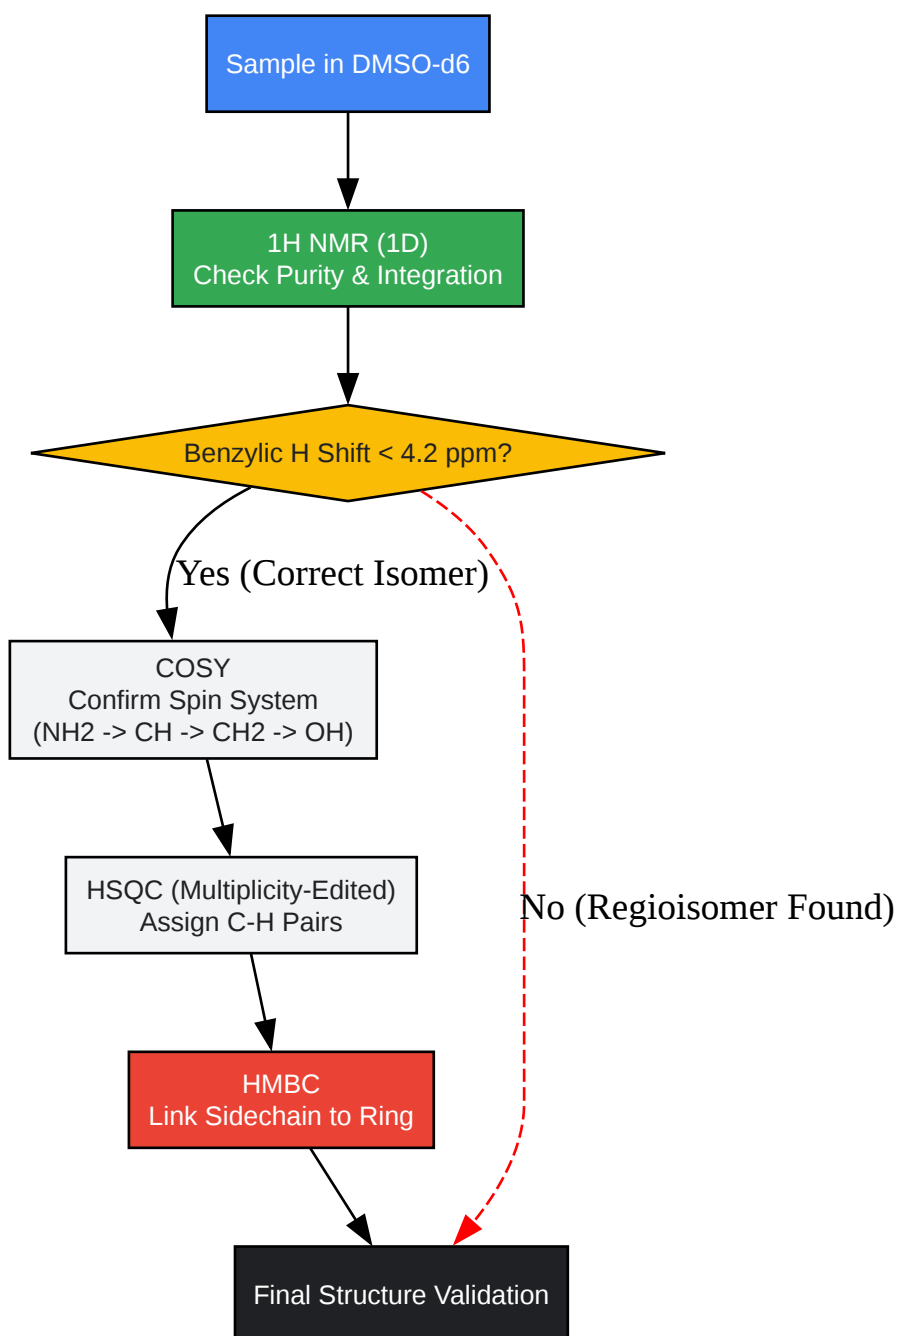 Sample in DMSO-d6
1H NMR (1D)
Check Purity & Integration
Benzylic H Shift < 4.2 ppm?
Yes (Correct Isomer)
COSY
Confirm Spin System
(NH2 -> CH -> CH2 -> OH)
HSQC (Multiplicity-Edited)
Assign C-H Pairs
No (Regioisomer Found)
HMBC
Link Sidechain to Ring
Final Structure Validation